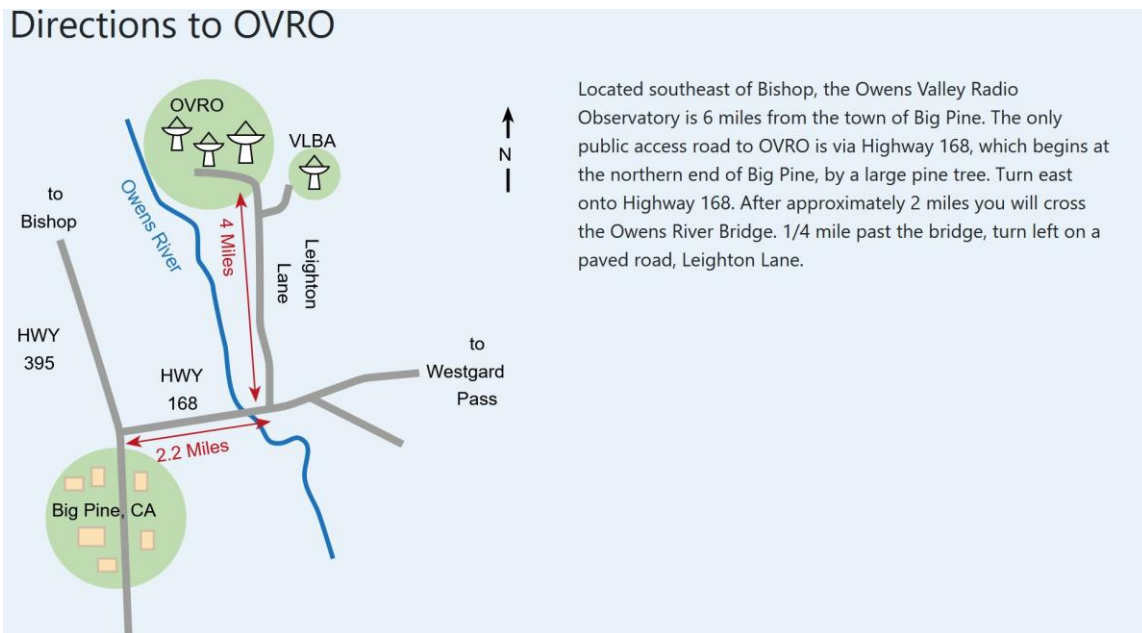 Directions to OVRO
OVRO
VLBA
N
to
Bishop
Owens River
4 Miles
Leighton
Lane
HWY
395
HWY
168
to
Westgard
Pass
2.2 Miles
Big Pine, CA
Located southeast of Bishop, the Owens Valley Radio
Observatory is 6 miles from the town of Big Pine. The only
public access road to OVRO is via Highway 168, which begins at
the northern end of Big Pine, by a large pine tree. Turn east
onto Highway 168. After approximately 2 miles you will cross
the Owens River Bridge. 1/4 mile past the bridge, turn left on a
paved road, Leighton Lane.